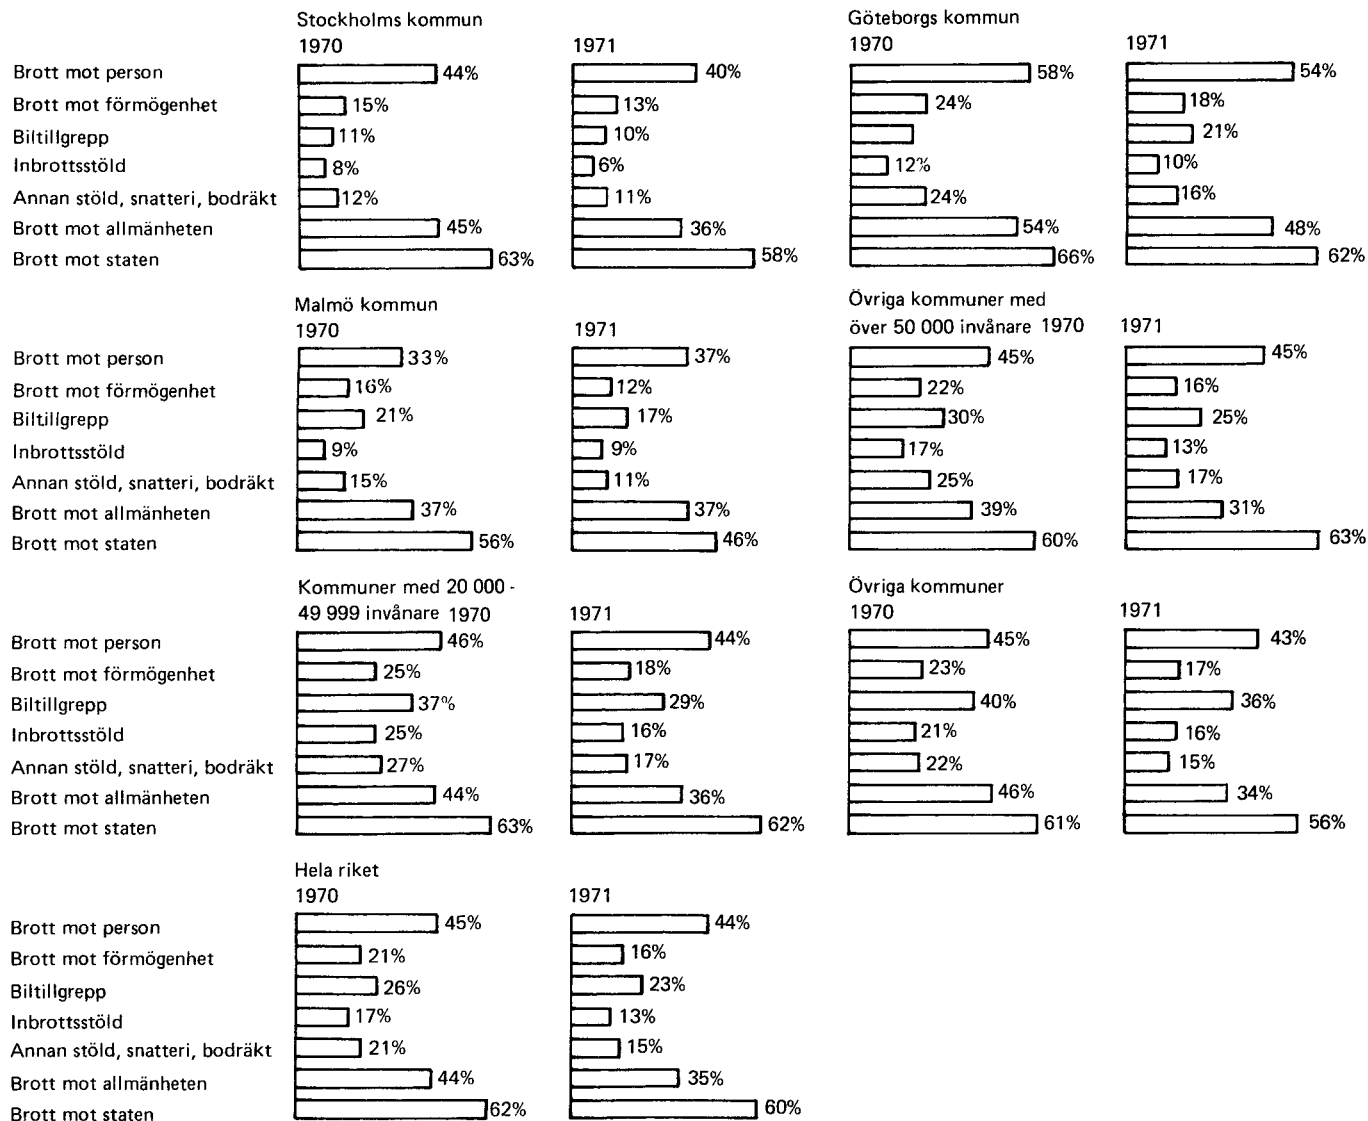 Stockholms kommun Göteborgs kommun
1970 1971 1970 1971
Brott mot person 44% 40% 58% 54%
Brott mot förmögenhet 15% 13% 24% 18%
Biltillgrepp 11% 10% 21%
Inbrottsstöld 8% 6% 12% 10%
Annan stöld, snatteri, bodräkt 12% 11% 24% 16%
Brott mot allmänheten 45% 36% 54% 48%
Brott mot staten 63% 58% 66% 62%
Malmö kommun Övriga kommuner med
1970 1971 över 50 000 invånare 1970 1971
Brott mot person 33% 37% 45% 45%
Brott mot förmögenhet 16% 12% 22% 16%
Biltillgrepp 21% 17% 30% 25%
Inbrottsstöld 9% 9% 17% 13%
Annan stöld, snatteri, bodräkt 15% 11% 25% 17%
Brott mot allmänheten 37% 37% 39% 31%
Brott mot staten 56% 46% 60% 63%
Kommuner med 20 000 - Övriga kommuner
49 999 invånare 1970 1971 1970 1971
Brott mot person 46% 44% 45% 43%
Brott mot förmögenhet 25% 18% 23% 17%
Biltillgrepp 37% 29% 40% 36%
Inbrottsstöld 25% 16% 21% 16%
Annan stöld, snatteri, bodräkt 27% 17% 22% 15%
Brott mot allmänheten 44% 36% 46% 34%
Brott mot staten 63% 62% 61% 56%
Hela riket
1970 1971
Brott mot person 45% 44%
Brott mot förmögenhet 21% 16%
Biltillgrepp 26% 23%
Inbrottsstöld 17% 13%
Annan stöld, snatteri, bodräkt 21% 15%
Brott mot allmänheten 44% 35%
Brott mot staten 62% 60%